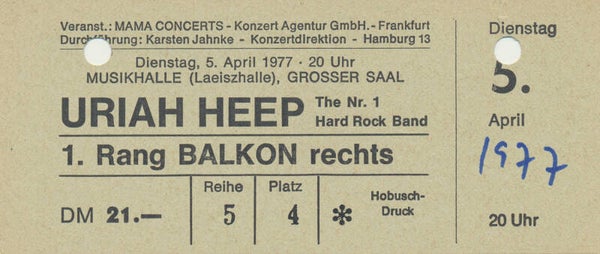 Veranst.: MAMA CONCERTS - Konzert Agentur GmbH. - Frankfurt
Durchführung: Karsten Jahnke - Konzertdirektion - Hamburg 13
Dienstag, 5. April 1977 · 20 Uhr
MUSIKHALLE (Laeiszhalle), GROSSER SAAL
URIAH HEEP The Nr. 1
Hard Rock Band
1. Rang BALKON rechts
Reihe Platz
DM 21.— 5 4 * Hobusch-
Druck
Dienstag
5.
April
1977
20 Uhr